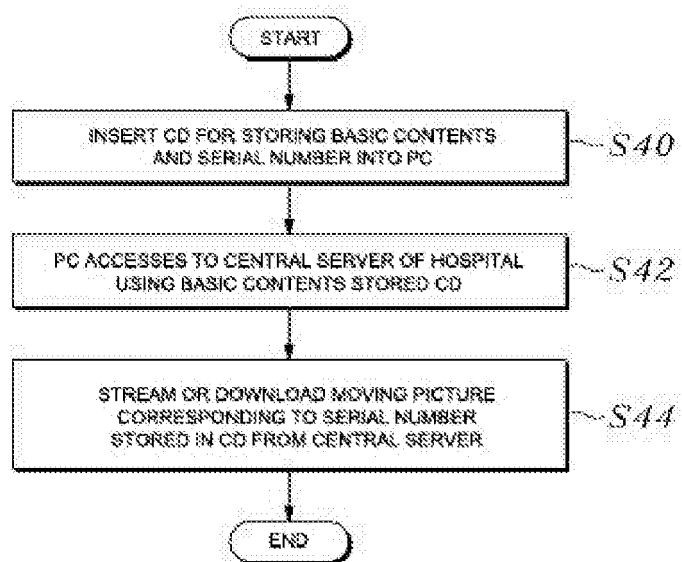 START
INSERT CD FOR STORING BASIC CONTENTS
AND SERIAL NUMBER INTO PC
S40
PC ACCESSES TO CENTRAL SERVER OF HOSPITAL
USING BASIC CONTENTS STORED CD
S42
STREAM OR DOWNLOAD MOVING PICTURE
CORRESPONDING TO SERIAL NUMBER
STORED IN CD FROM CENTRAL SERVER
S44
END